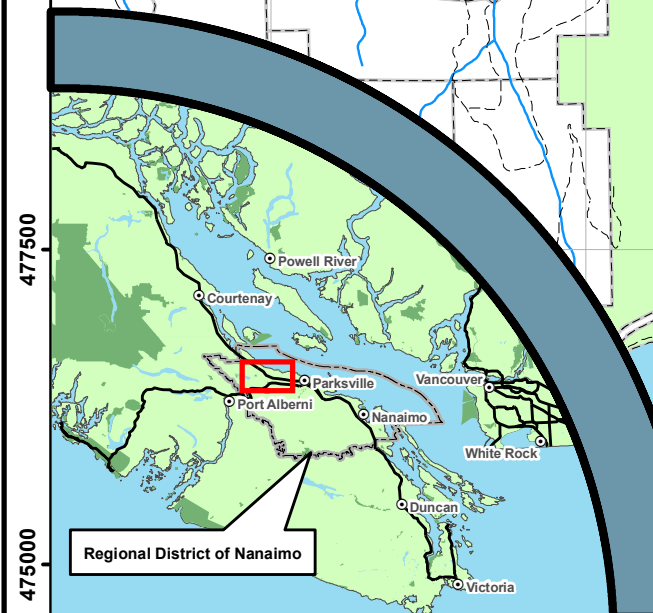 477500
Powell River
Courtenay
Parksville
Vancouver
Port Alberni
Nanaimo
White Rock
Duncan
Regional District of Nanaimo
475000
Victoria